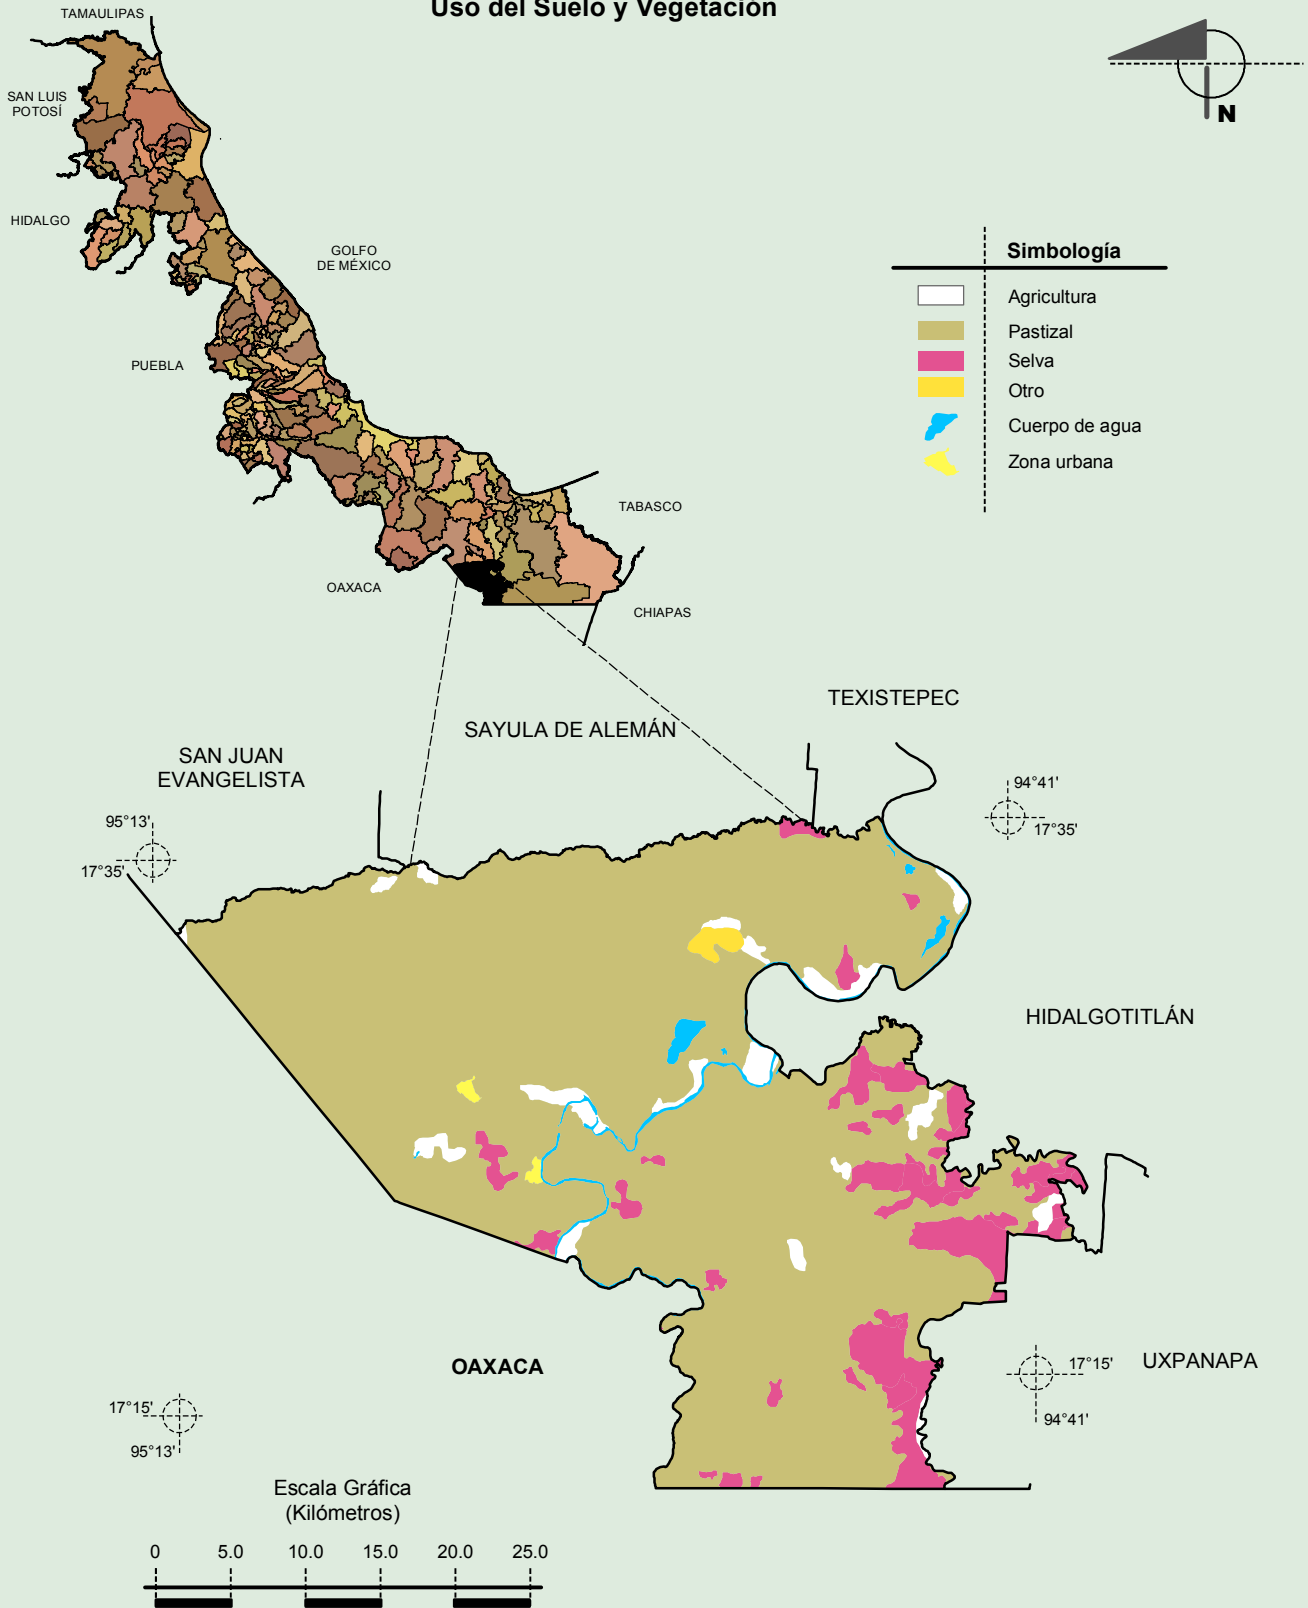 Uso del Suelo y Vegetación
TAMAULIPAS
SAN LUIS
POTOSÍ
HIDALGO
GOLFO
DE MÉXICO
PUEBLA
TABASCO
OAXACA
CHIAPAS
N
Simbología
Agricultura
Pastizal
Selva
Otro
Cuerpo de agua
Zona urbana
TEXISTEPEC
SAYULA DE ALEMÁN
SAN JUAN
EVANGELISTA
95°13'
17°35'
94°41'
17°35'
HIDALGOTITLÁN
OAXACA
17°15'
UXPANAPA
94°41'
17°15'
95°13'
Escala Gráfica
(Kilómetros)
0 5.0 10.0 15.0 20.0 25.0